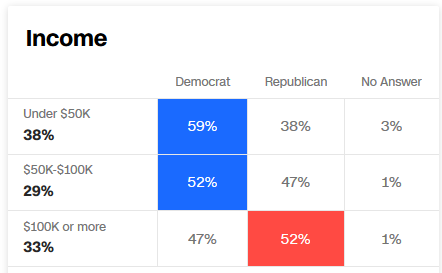 Income
Democrat Republican No Answer
Under $50K
38%
59% 38% 3%
$50K-$100K
29%
52% 47% 1%
$100K or more
33%
47% 52% 1%